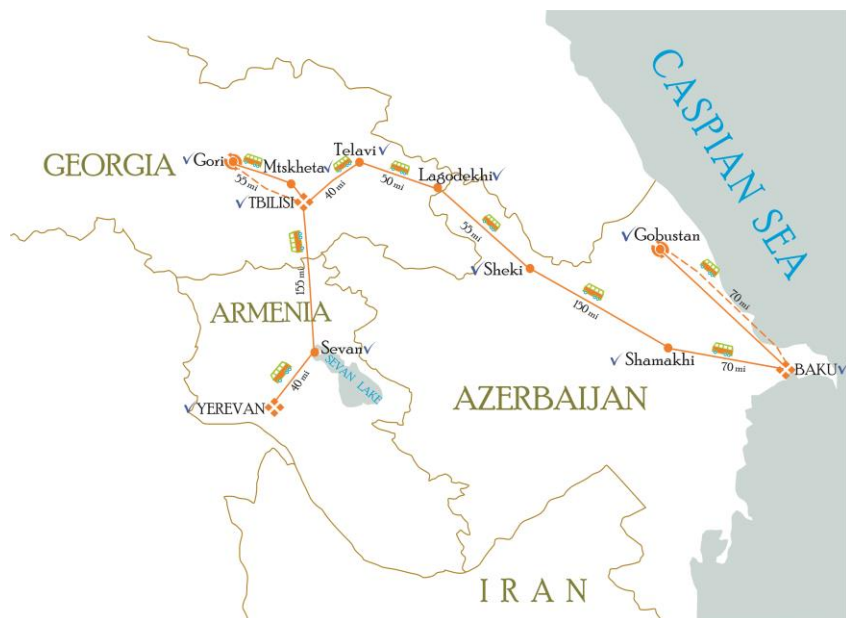 CASPIAN SEA
Telavi
GEORGIA
Gori
Mtskheta
55 mi
40 mi
50 mi
Lagodekhi
TBILISI
55 mi
Gobustan
155 mi
Sheki
70 mi
150 mi
ARMENIA
Sevan
Shamakhi
70 mi
BAKU
40 mi
SEVAN LAKE
YEREVAN
AZERBAIJAN
IRAN